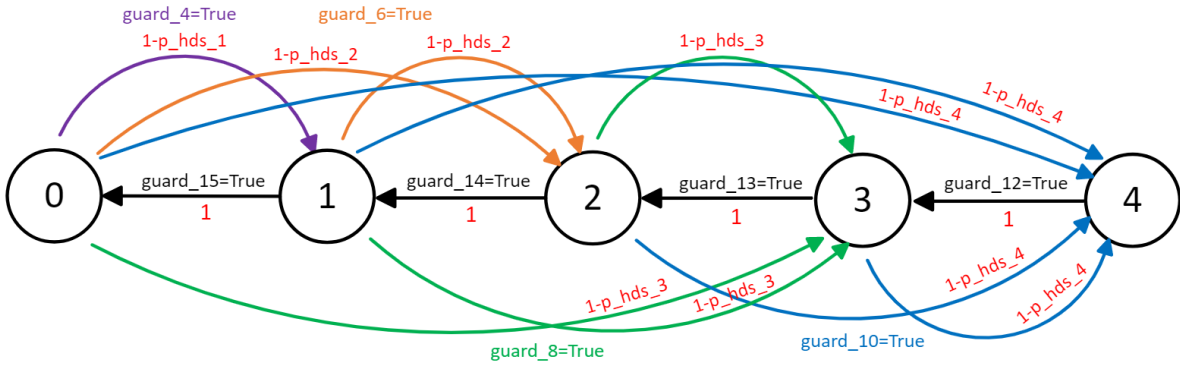 guard_4=True
guard_6=True
1-p_hds_1
1-p_hds_2
1-p_hds_2
1-p_hds_3
1-p_hds_4
1-p_hds_4
0
guard_15=True
1
1
guard_14=True
1
2
guard_13=True
1
3
guard_12=True
1
4
1-p_hds_3
1-p_hds_3
1-p_hds_4
1-p_hds_4
guard_8=True
guard_10=True